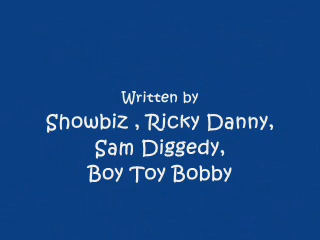 Written by
Showbiz , Ricky Danny,
Sam Diggedy,
Boy Toy Bobby